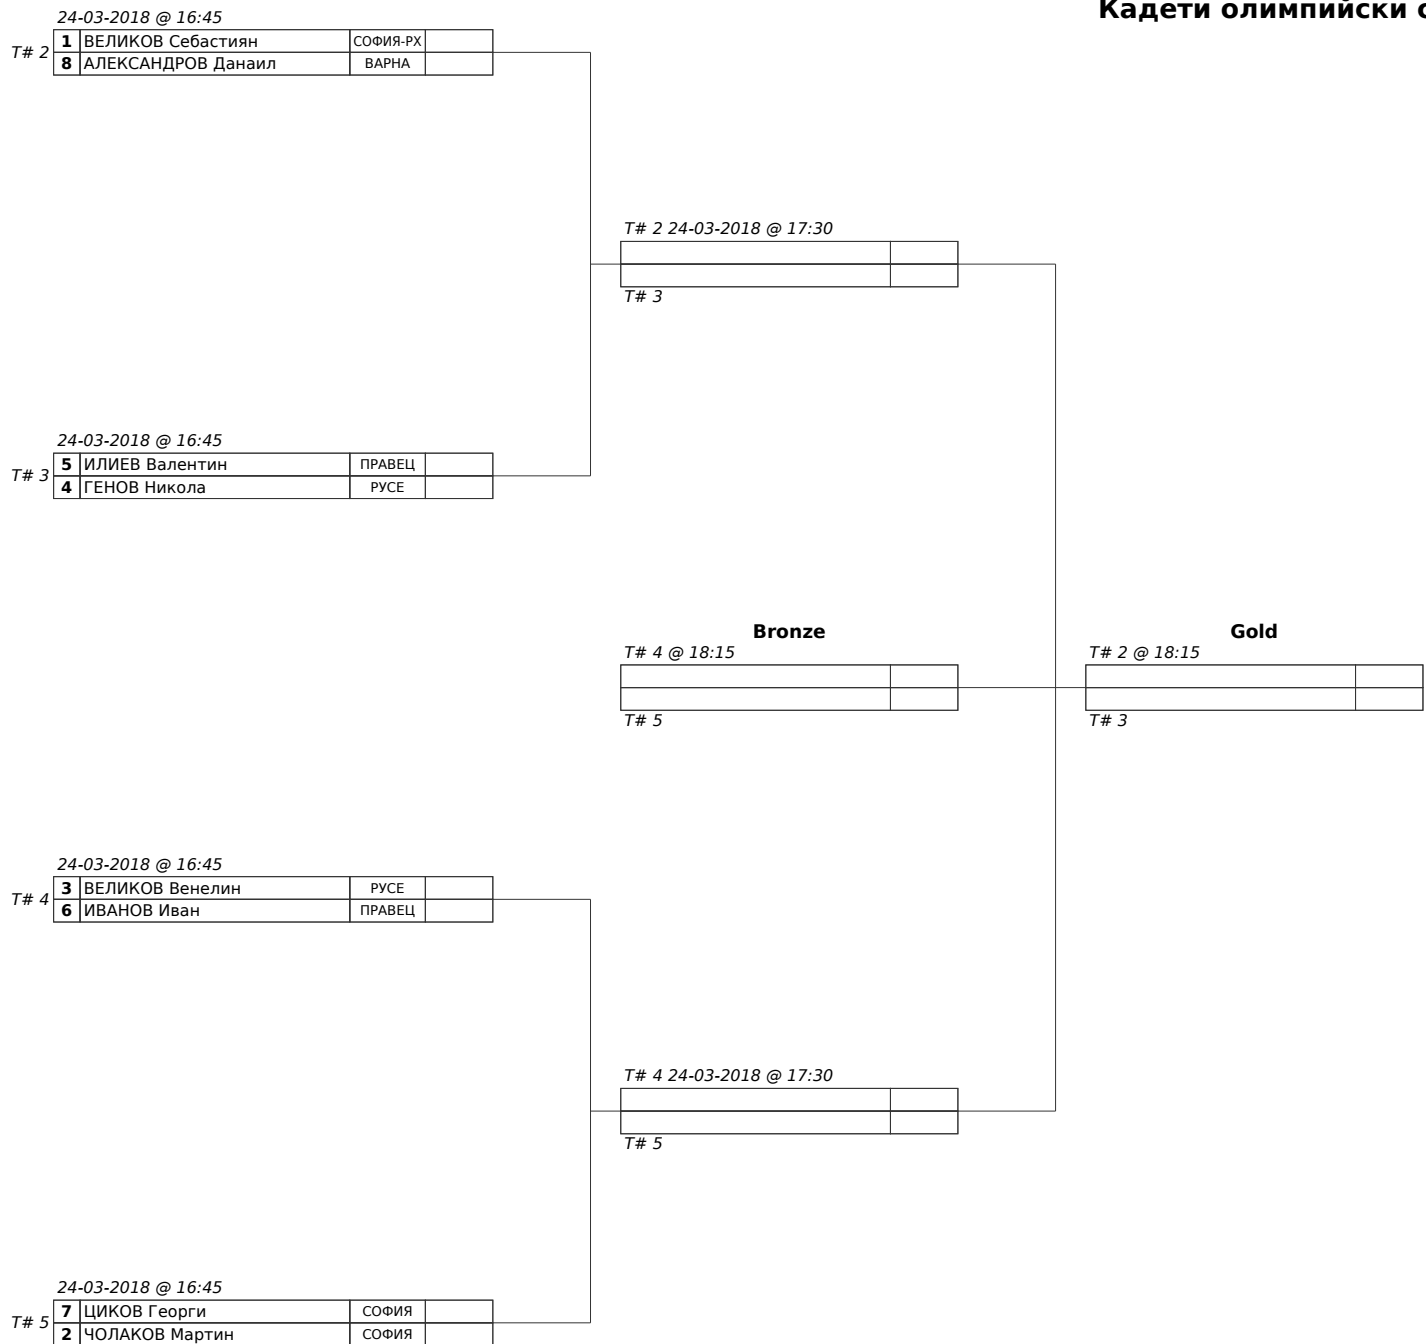 Кадети олимпийски
24-03-2018 @ 16:45
T# 2
1 ВЕЛИКОВ Себастиян СОФИЯ-РХ
8 АЛЕКСАНДРОВ Данаил ВАРНА
T# 2 24-03-2018 @ 17:30
T# 3
24-03-2018 @ 16:45
T# 3
5 ИЛИЕВ Валентин ПРАВЕЦ
4 ГЕНОВ Никола РУСЕ
Bronze
T# 4 @ 18:15
T# 5
Gold
T# 2 @ 18:15
T# 3
24-03-2018 @ 16:45
T# 4
3 ВЕЛИКОВ Венелин РУСЕ
6 ИВАНОВ Иван ПРАВЕЦ
T# 4 24-03-2018 @ 17:30
T# 5
24-03-2018 @ 16:45
T# 5
7 ЦИКОВ Георги СОФИЯ
2 ЧОЛАКОВ Мартин СОФИЯ